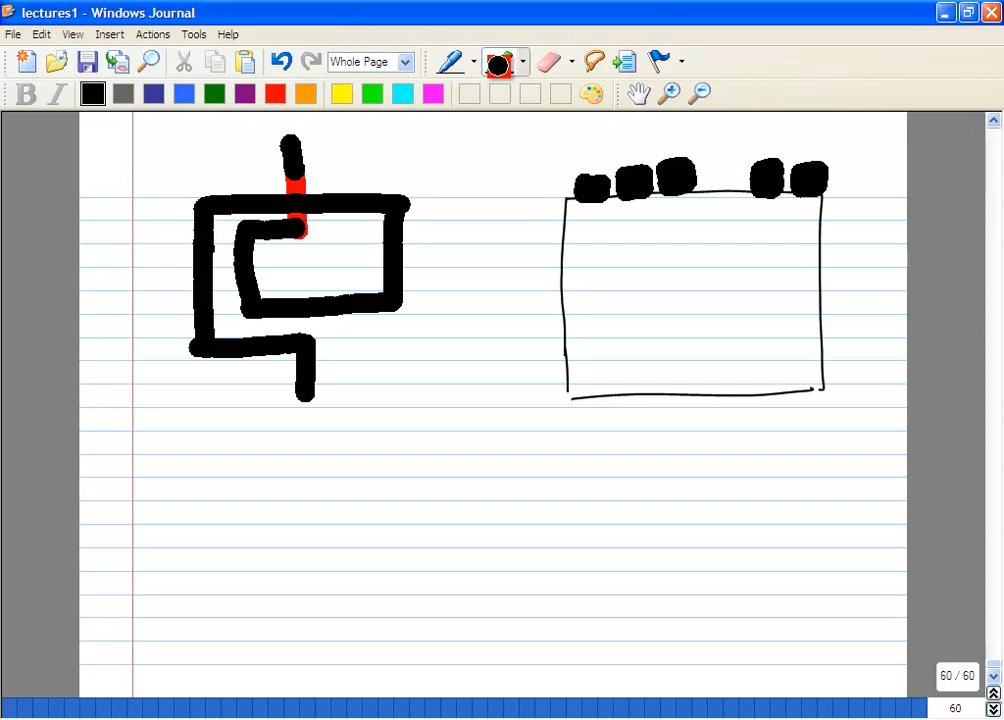 lectures1 - Windows Journal
File Edit View Insert Actions Tools Help
Whole Page
B I
60 / 60
60